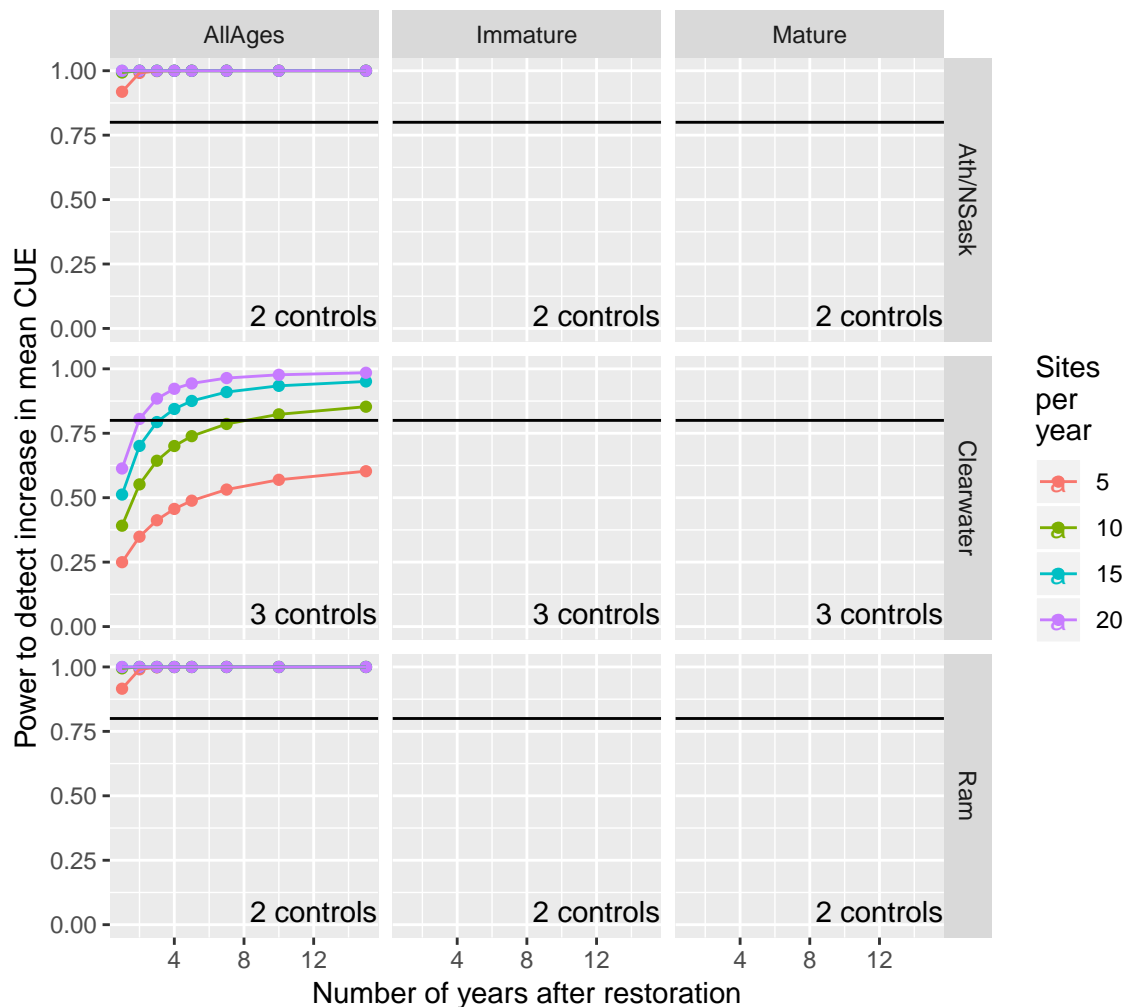 AllAges Immature Mature
Power to detect increase in mean CUE
1.00
0.75
0.50
0.25
0.00
2 controls 2 controls 2 controls
Ath/NSask
1.00
0.75
0.50
0.25
0.00
3 controls 3 controls 3 controls
Clearwater
1.00
0.75
0.50
0.25
0.00
2 controls 2 controls 2 controls
Ram
4 12 4 12 4 12
Number of years after restoration
Sites
per
year
a 5
a 10
a 15
a 20